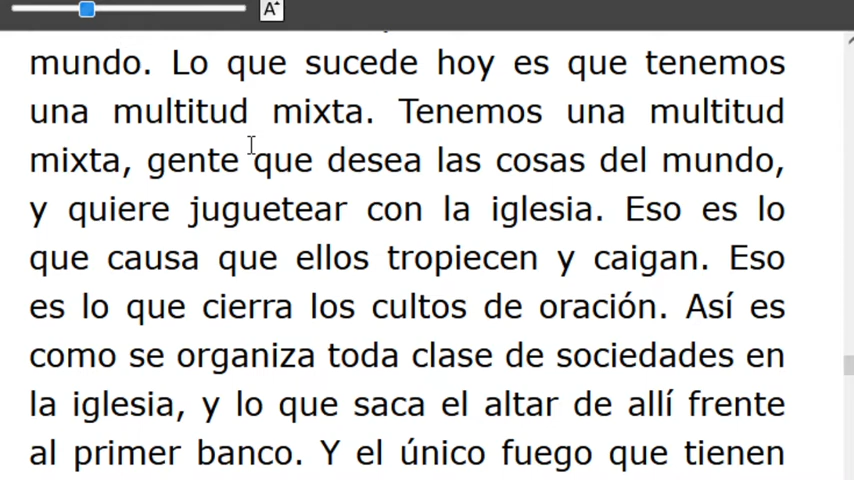 A
mundo. Lo que sucede hoy es que tenemos
una multitud mixta. Tenemos una multitud
mixta, gente que desea las cosas del mundo,
y quiere juguetear con la iglesia. Eso es lo
que causa que ellos tropiecen y caigan. Eso
es lo que cierra los cultos de oración. Así es
como se organiza toda clase de sociedades en
la iglesia, y lo que saca el altar de allí frente
al primer banco. Y el único fuego que tienen